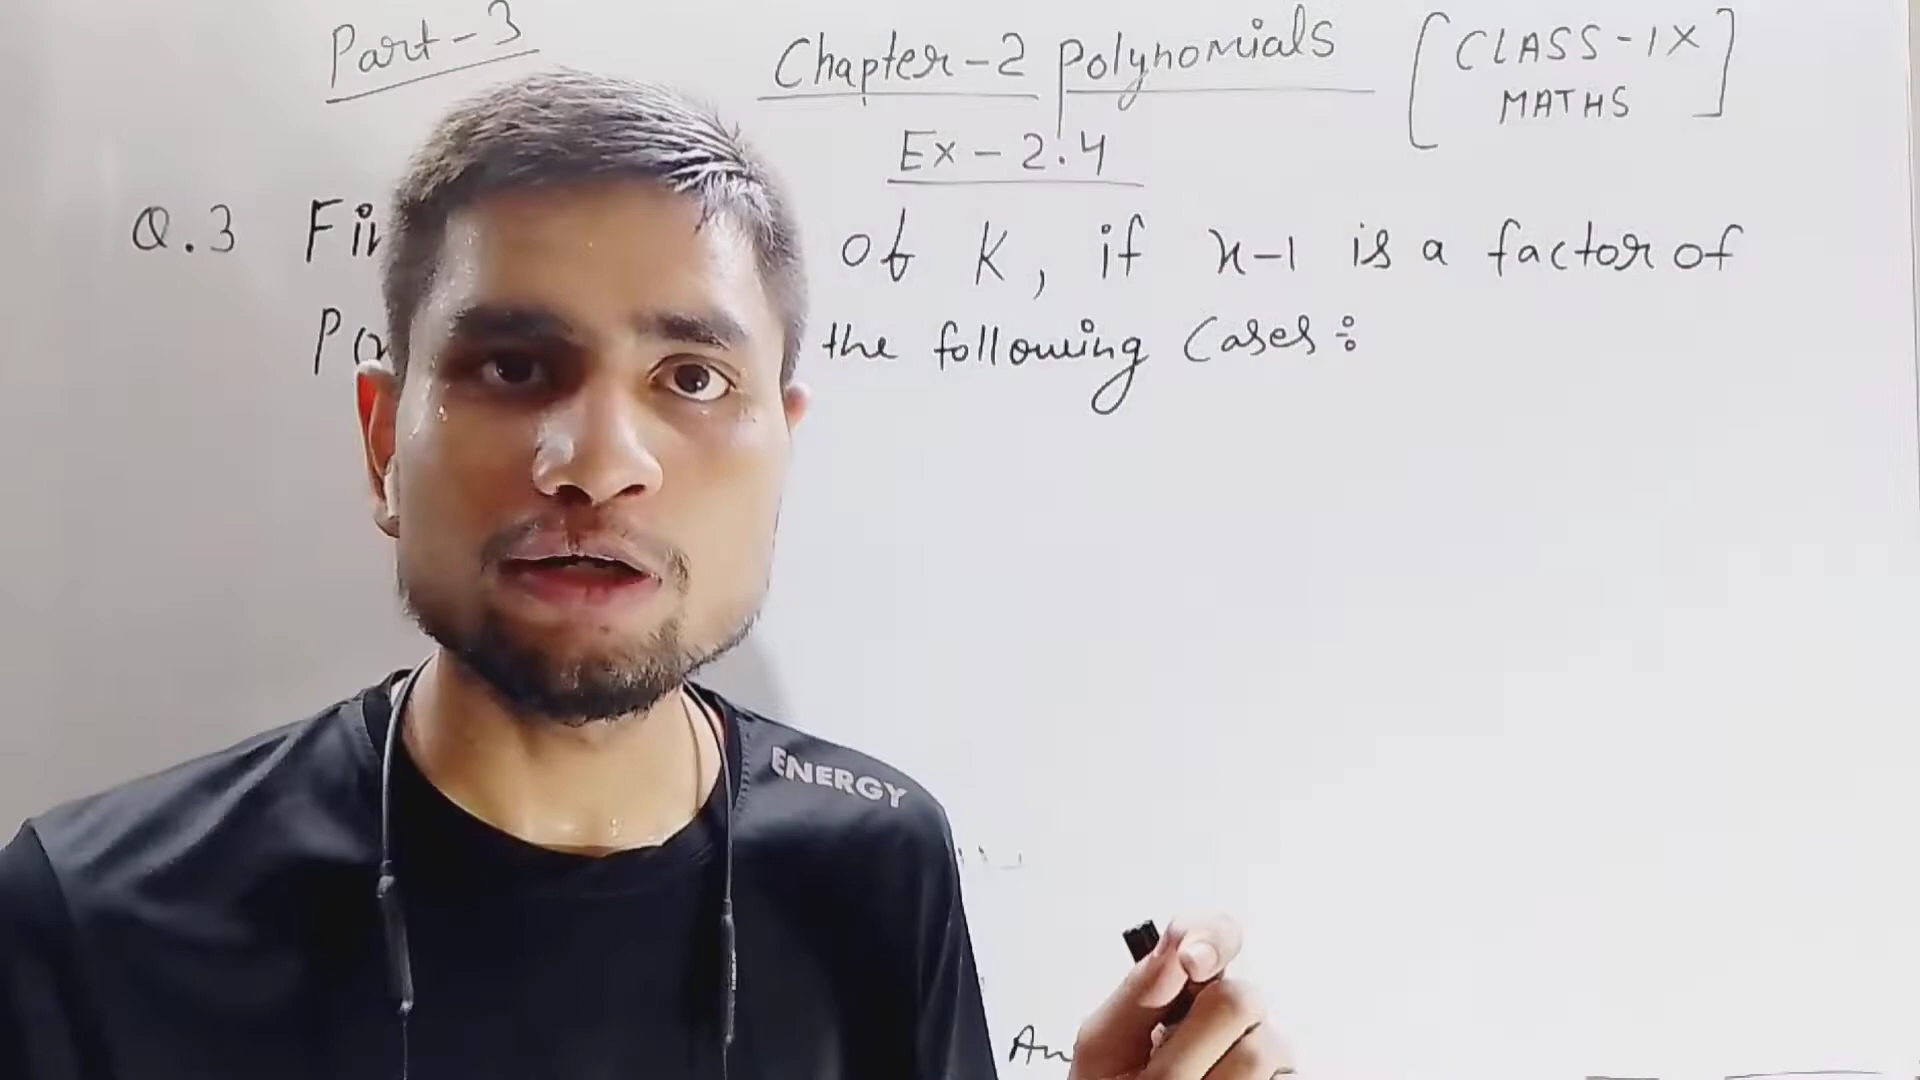 Part-3
Chapter-2 Polynomials
[CLASS-IX
MATHS]
Ex-2.4
Q.3 of K, if x-1 is a factor of
the following Cases:
ENERGY